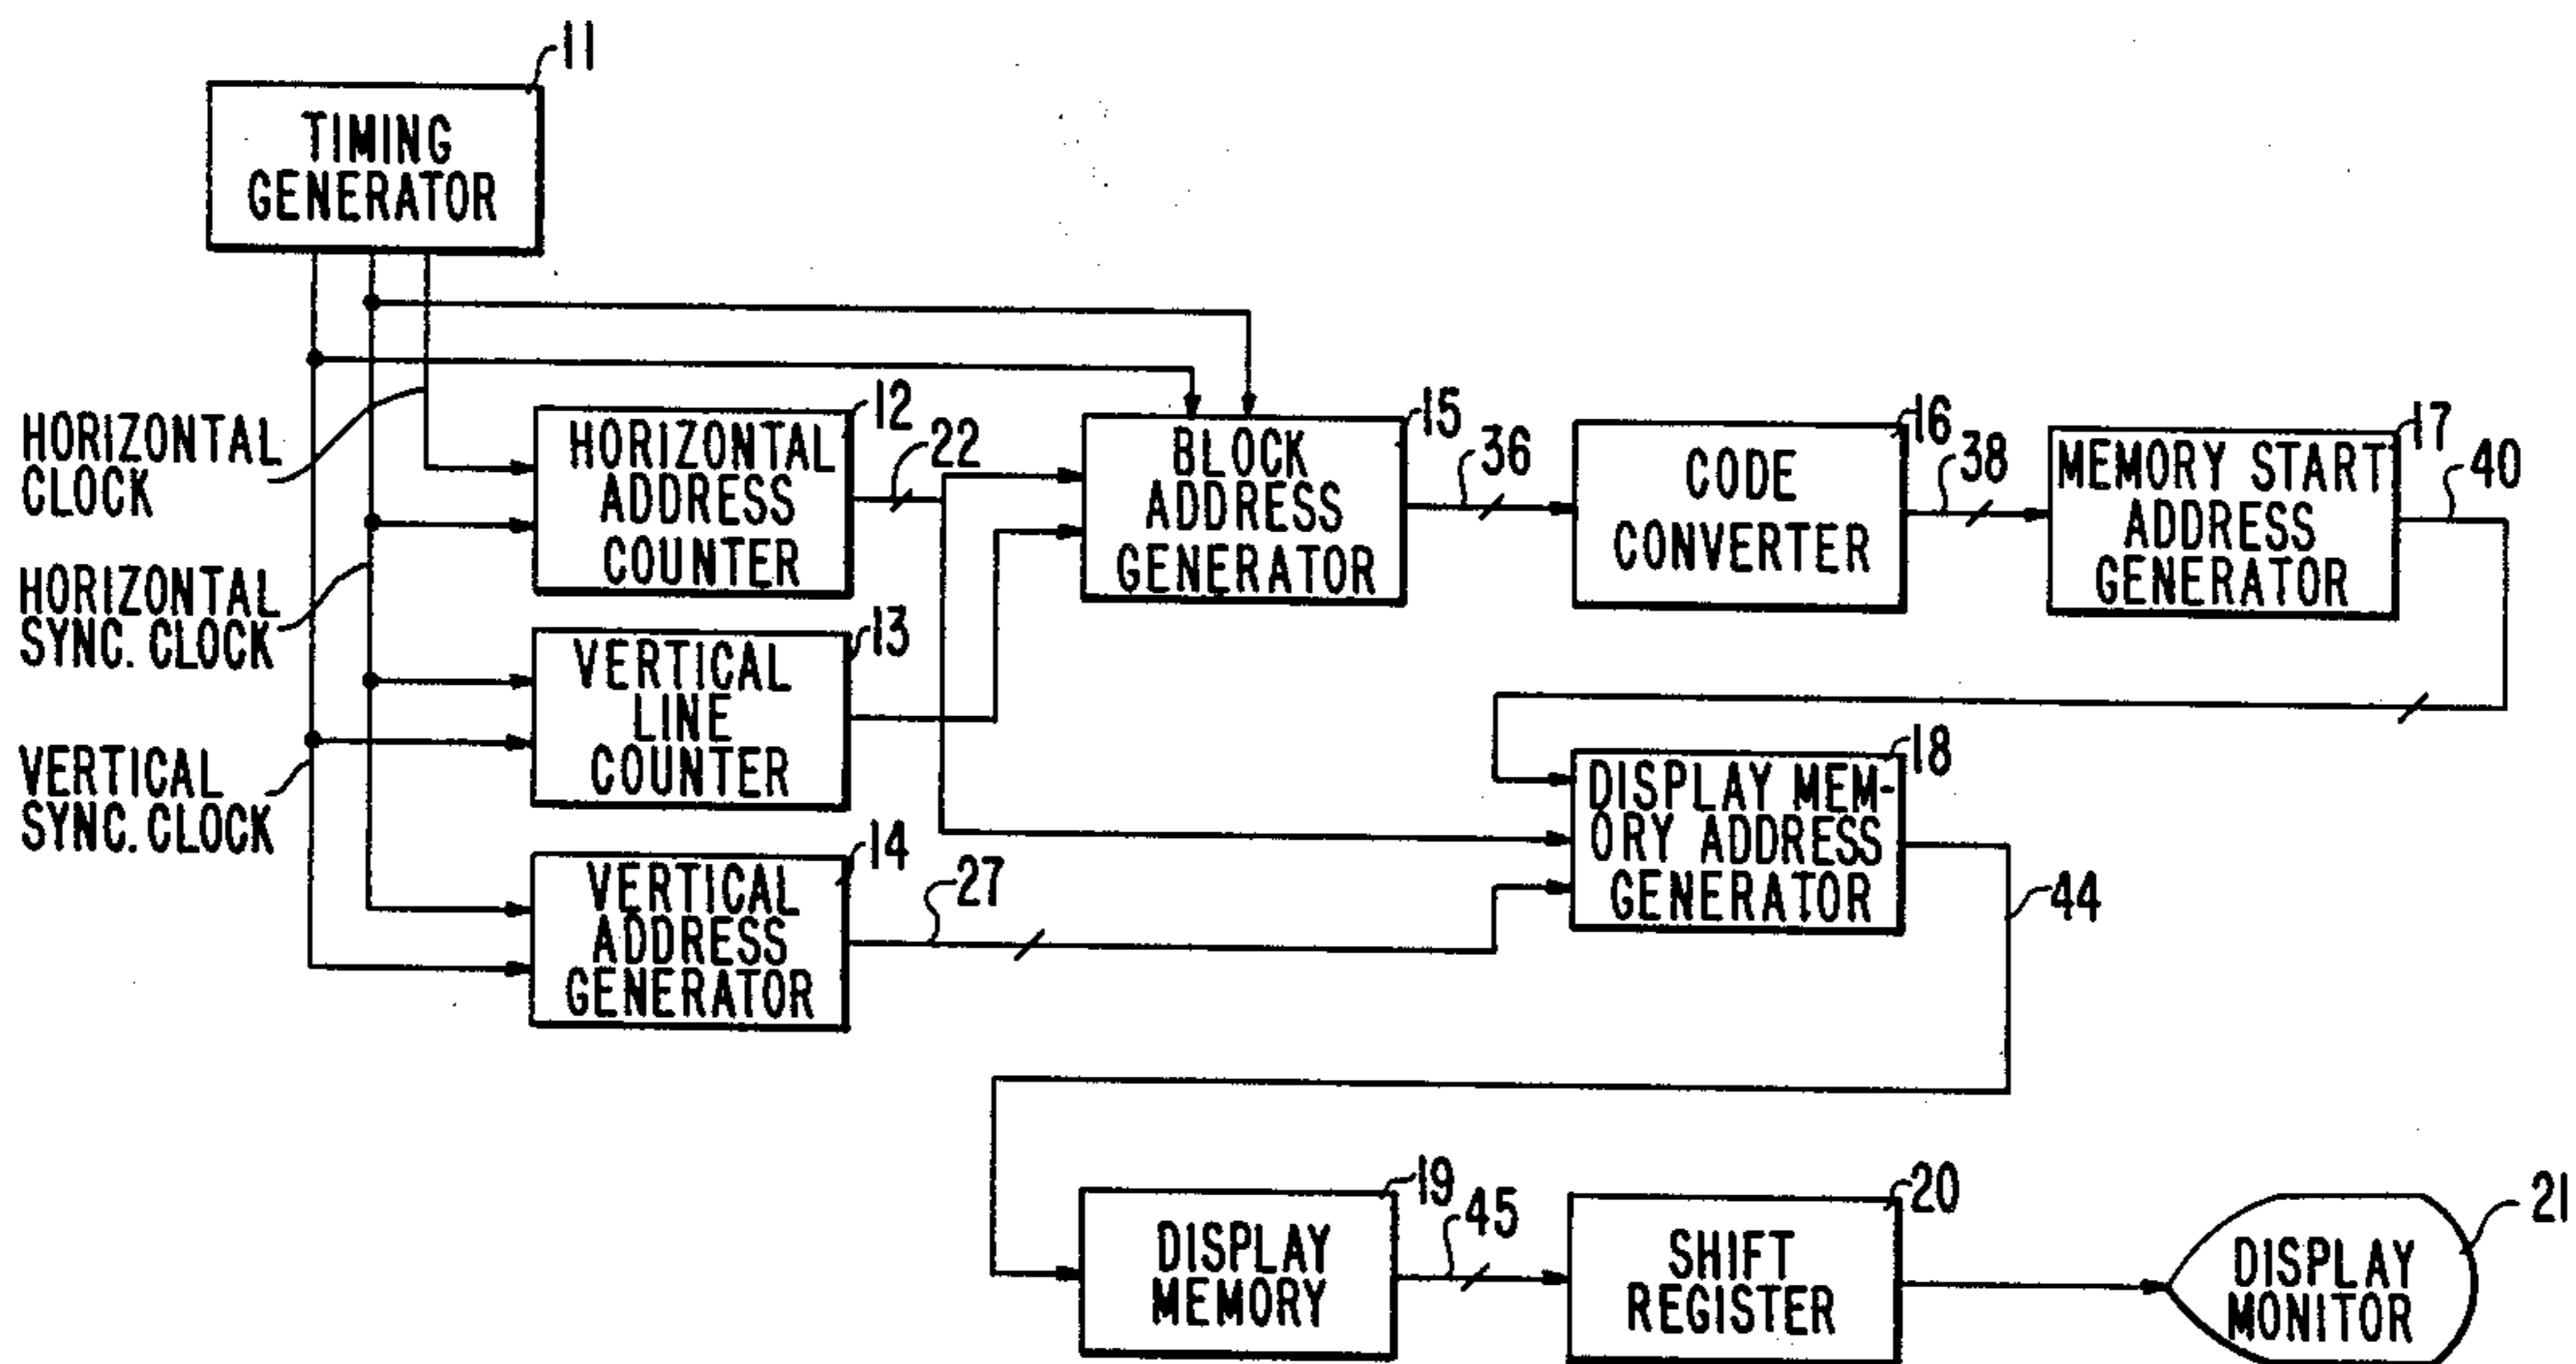 11
TIMING
GENERATOR
HORIZONTAL
CLOCK
HORIZONTAL
SYNC. CLOCK
VERTICAL
SYNC. CLOCK
12
HORIZONTAL
ADDRESS
COUNTER
22
13
VERTICAL
LINE
COUNTER
14
VERTICAL
ADDRESS
GENERATOR
27
15
BLOCK
ADDRESS
GENERATOR
36
16
CODE
CONVERTER
38
17
MEMORY START
ADDRESS
GENERATOR
40
18
DISPLAY MEM-
ORY ADDRESS
GENERATOR
44
19
DISPLAY
MEMORY
45
20
SHIFT
REGISTER
21
DISPLAY
MONITOR